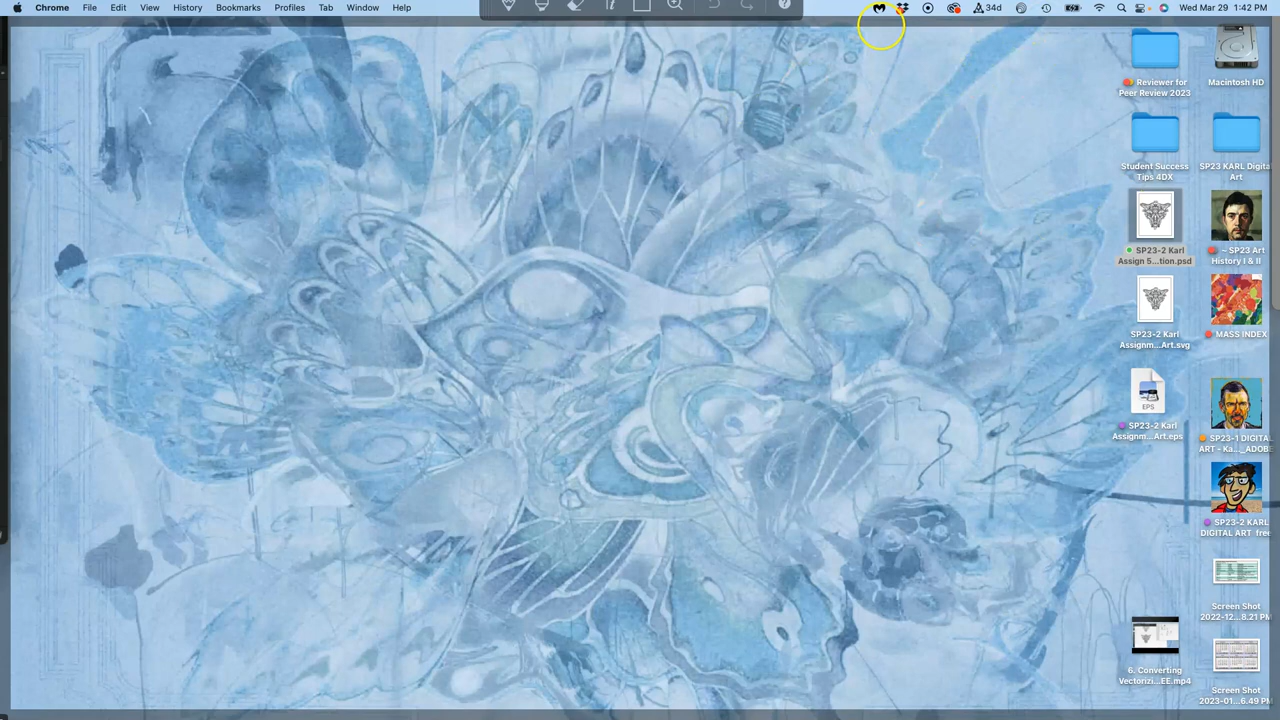 Chrome File Edit View History Bookmarks Profiles Tab Window Help
34d
Wed Mar 29 1:42 PM
Reviewer for
Peer Review 2023
Macintosh HD
Student Success
Tips 4DX
SP23 KARL Digital
Art
SP23-2 Karl
Assign 5...tion.psd
~ SP23 Art
History I & II
SP23-2 Karl
Assignm...Art.svg
MASS INDEX
EPS
SP23-2 Karl
Assignm...Art.eps
SP23-1 DIGITAL
ART - Ka..._ADOBE
SP23-2 KARL
DIGITAL ART free
Screen Shot
2022-12...8.21 PM
6. Converting
Vectorizi...EE.mp4
Screen Shot
2023-01...6.49 PM